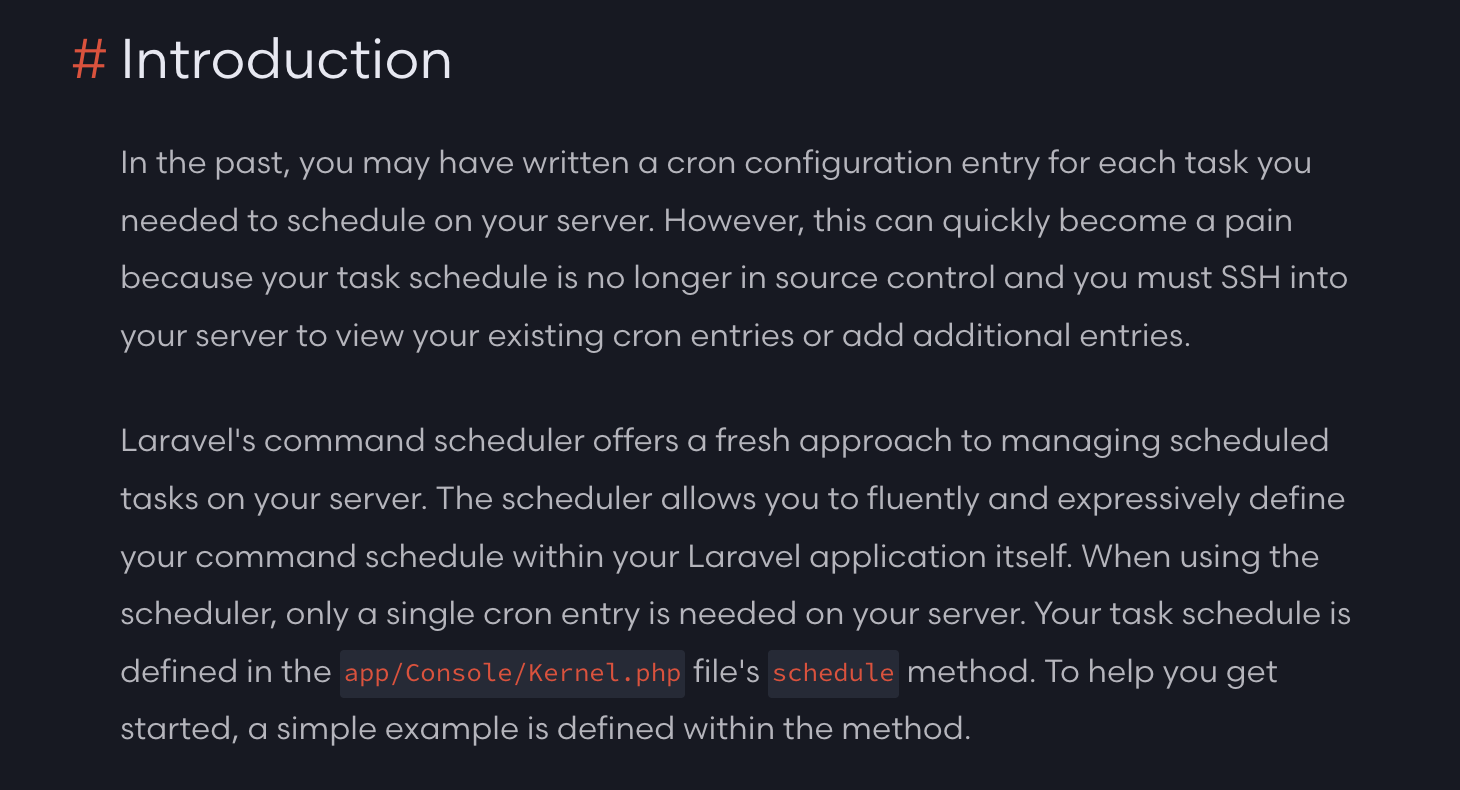 # Introduction
In the past, you may have written a cron configuration entry for each task you
needed to schedule on your server. However, this can quickly become a pain
because your task schedule is no longer in source control and you must SSH into
your server to view your existing cron entries or add additional entries.
Laravel's command scheduler offers a fresh approach to managing scheduled
tasks on your server. The scheduler allows you to fluently and expressively define
your command schedule within your Laravel application itself. When using the
scheduler, only a single cron entry is needed on your server. Your task schedule is
defined in the app/Console/Kernel.php file's schedule method. To help you get
started, a simple example is defined within the method.